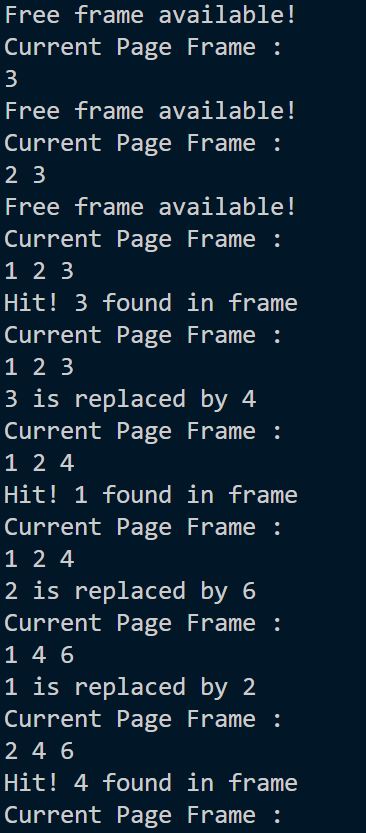 Free frame available!
Current Page Frame :
3
Free frame available!
Current Page Frame :
2 3
Free frame available!
Current Page Frame :
1 2 3
Hit! 3 found in frame
Current Page Frame :
1 2 3
3 is replaced by 4
Current Page Frame :
1 2 4
Hit! 1 found in frame
Current Page Frame :
1 2 4
2 is replaced by 6
Current Page Frame :
1 4 6
1 is replaced by 2
Current Page Frame :
2 4 6
Hit! 4 found in frame
Current Page Frame :